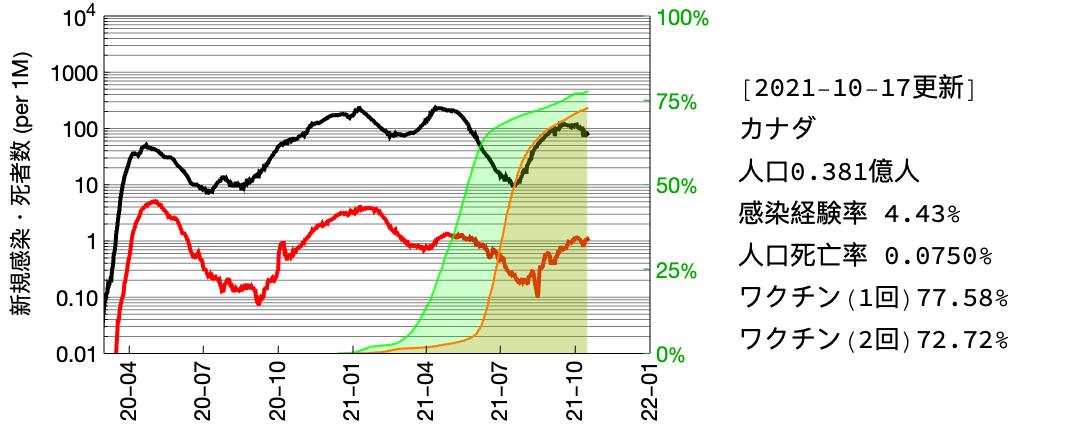 10^4
1000
100
10
1
0.10
0.01
新規感染・死者数 (per 1M)
100%
75%
50%
25%
0%
20-04
20-07
20-10
21-01
21-04
21-07
21-10
22-01
[2021-10-17更新]
カナダ
人口0.381億人
感染経験率 4.43%
人口死亡率 0.0750%
ワクチン(1回)77.58%
ワクチン(2回)72.72%